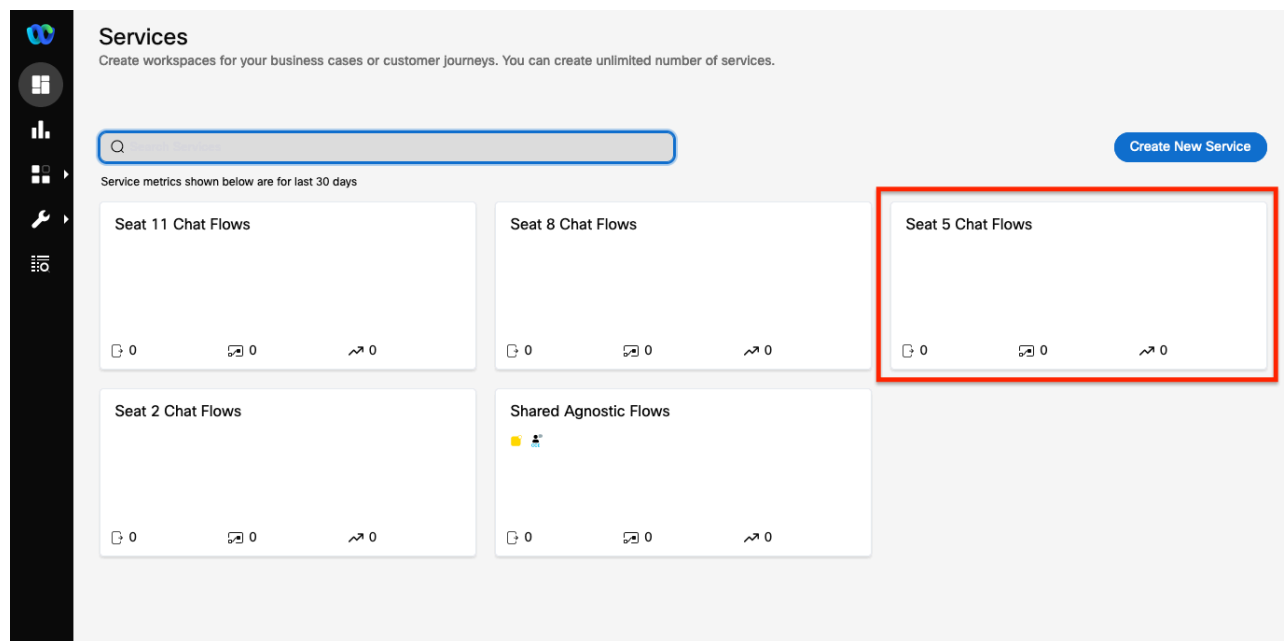 Services
Create workspaces for your business cases or customer journeys. You can create unlimited number of services.
Search Services
Create New Service
Service metrics shown below are for last 30 days
Seat 11 Chat Flows
0 0 0
Seat 8 Chat Flows
0 0 0
Seat 5 Chat Flows
0 0 0
Seat 2 Chat Flows
0 0 0
Shared Agnostic Flows
0 0 0